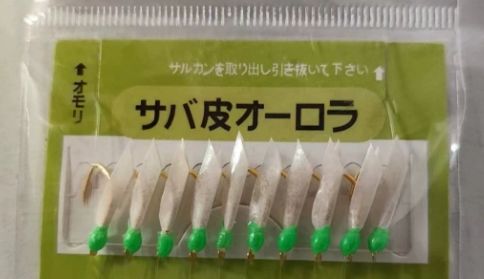 サルカンを取り出し引き抜いて下さい↑
↑オモリ
サバ皮オーロラ